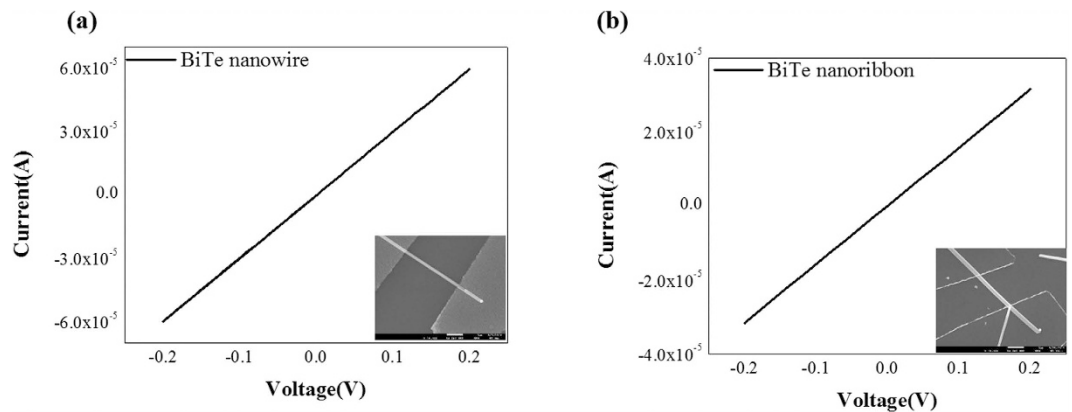 (a)
BiTe nanowire
6.0x10⁻⁵
3.0x10⁻⁵
0.0
-3.0x10⁻⁵
-6.0x10⁻⁵
Current(A)
-0.2 -0.1 0.0 0.1 0.2
Voltage(V)
(b)
BiTe nanoribbon
4.0x10⁻⁵
2.0x10⁻⁵
0.0
-2.0x10⁻⁵
-4.0x10⁻⁵
Current(A)
-0.2 -0.1 0.0 0.1 0.2
Voltage(V)